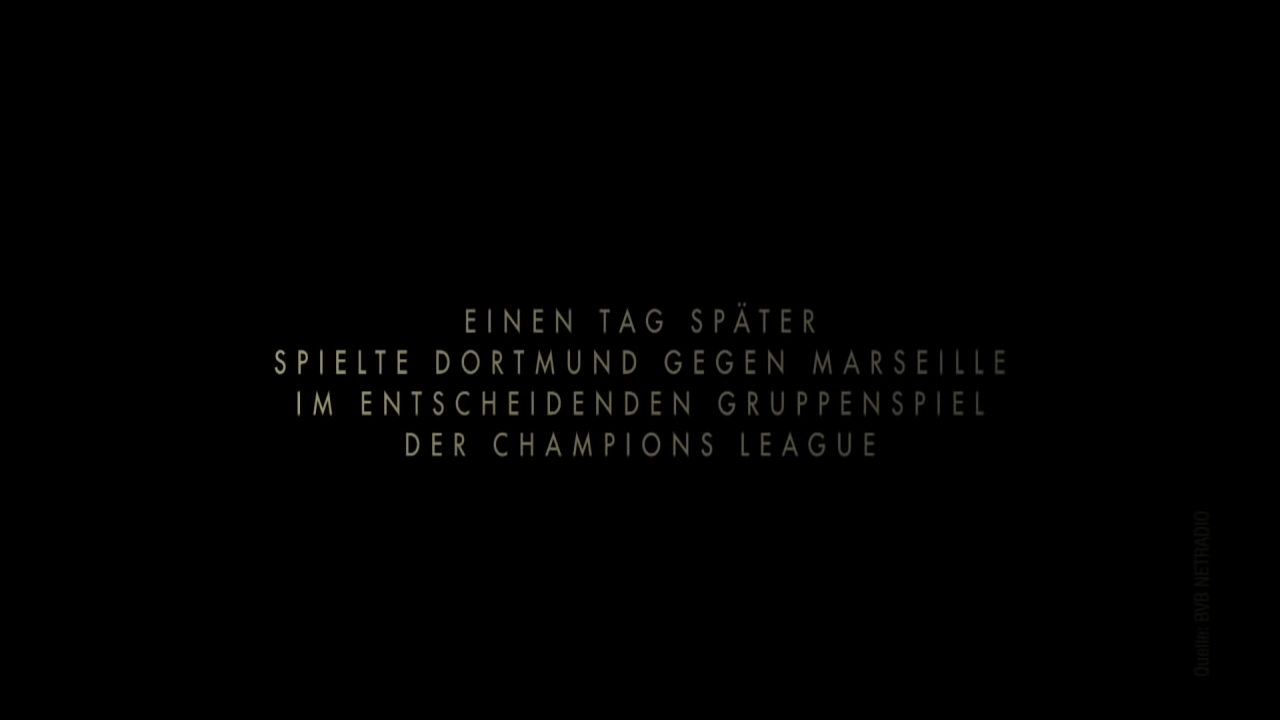 EINEN TAG SPÄTER
SPIELTE DORTMUND GEGEN MARSEILLE
IM ENTSCHEIDENDEN GRUPPENSPIEL
DER CHAMPIONS LEAGUE
Quelle: BVB NETRADIO